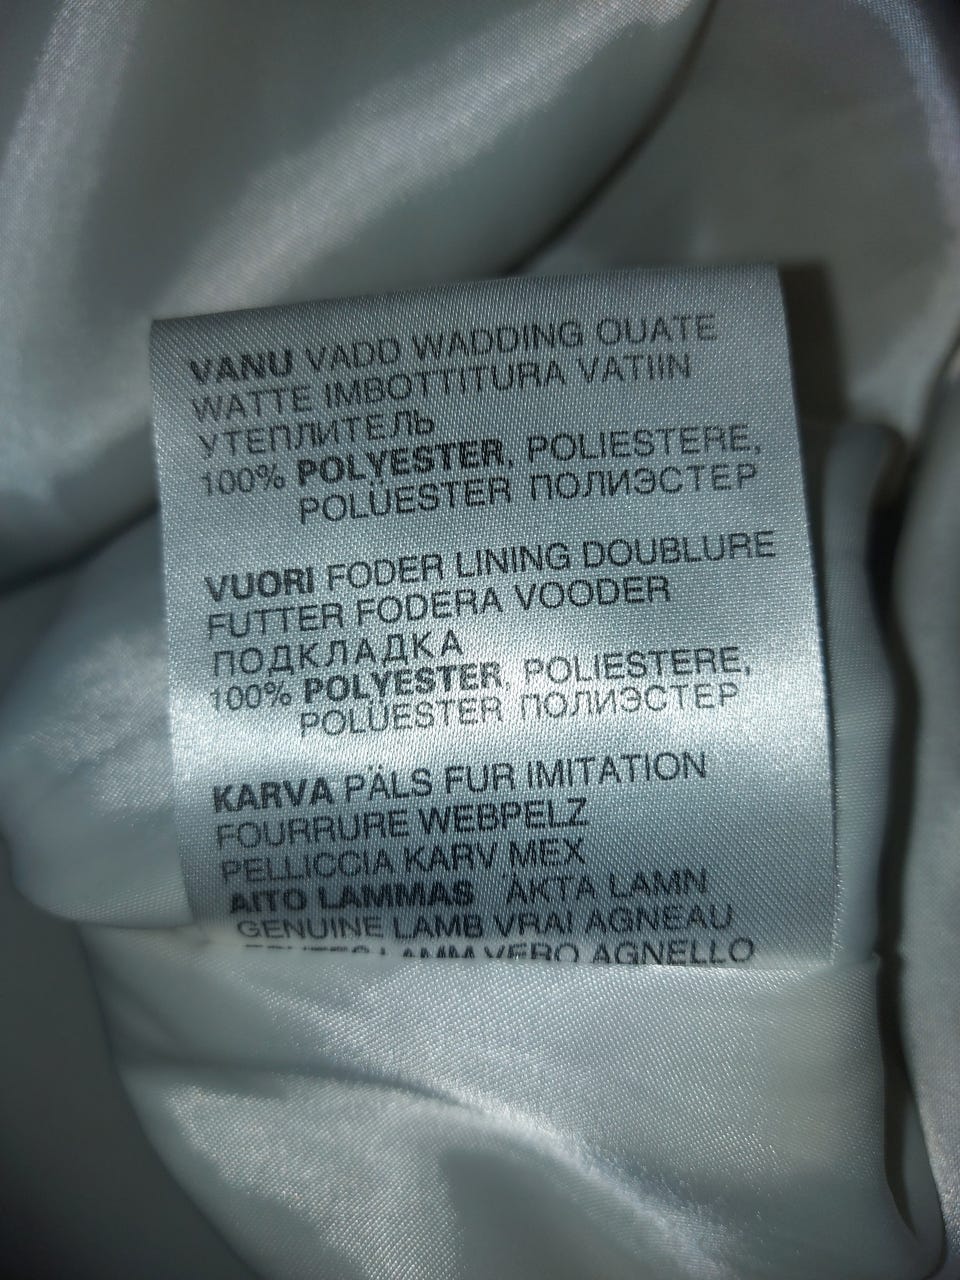 VANU VADD WADDING OUATE
WATTE IMBOTTITURA VATIIN
УТЕПЛИТЕЛЬ
100% POLYESTER, POLIESTERE,
POLÜESTER ПОЛИЭСТЕР
VUORI FODER LINING DOUBLURE
FUTTER FODERA VOODER
ПОДКЛАДКА
100% POLYESTER, POLIESTERE,
POLÜESTER ПОЛИЭСТЕР
KARVA PÄLS FUR IMITATION
FOURRURE WEBPELZ
PELLICCIA KARV MEX
AITO LAMMAS ÄKTA LAMN
GENUINE LAMB VRAI AGNEAU
LAMM VERO AGNELLO